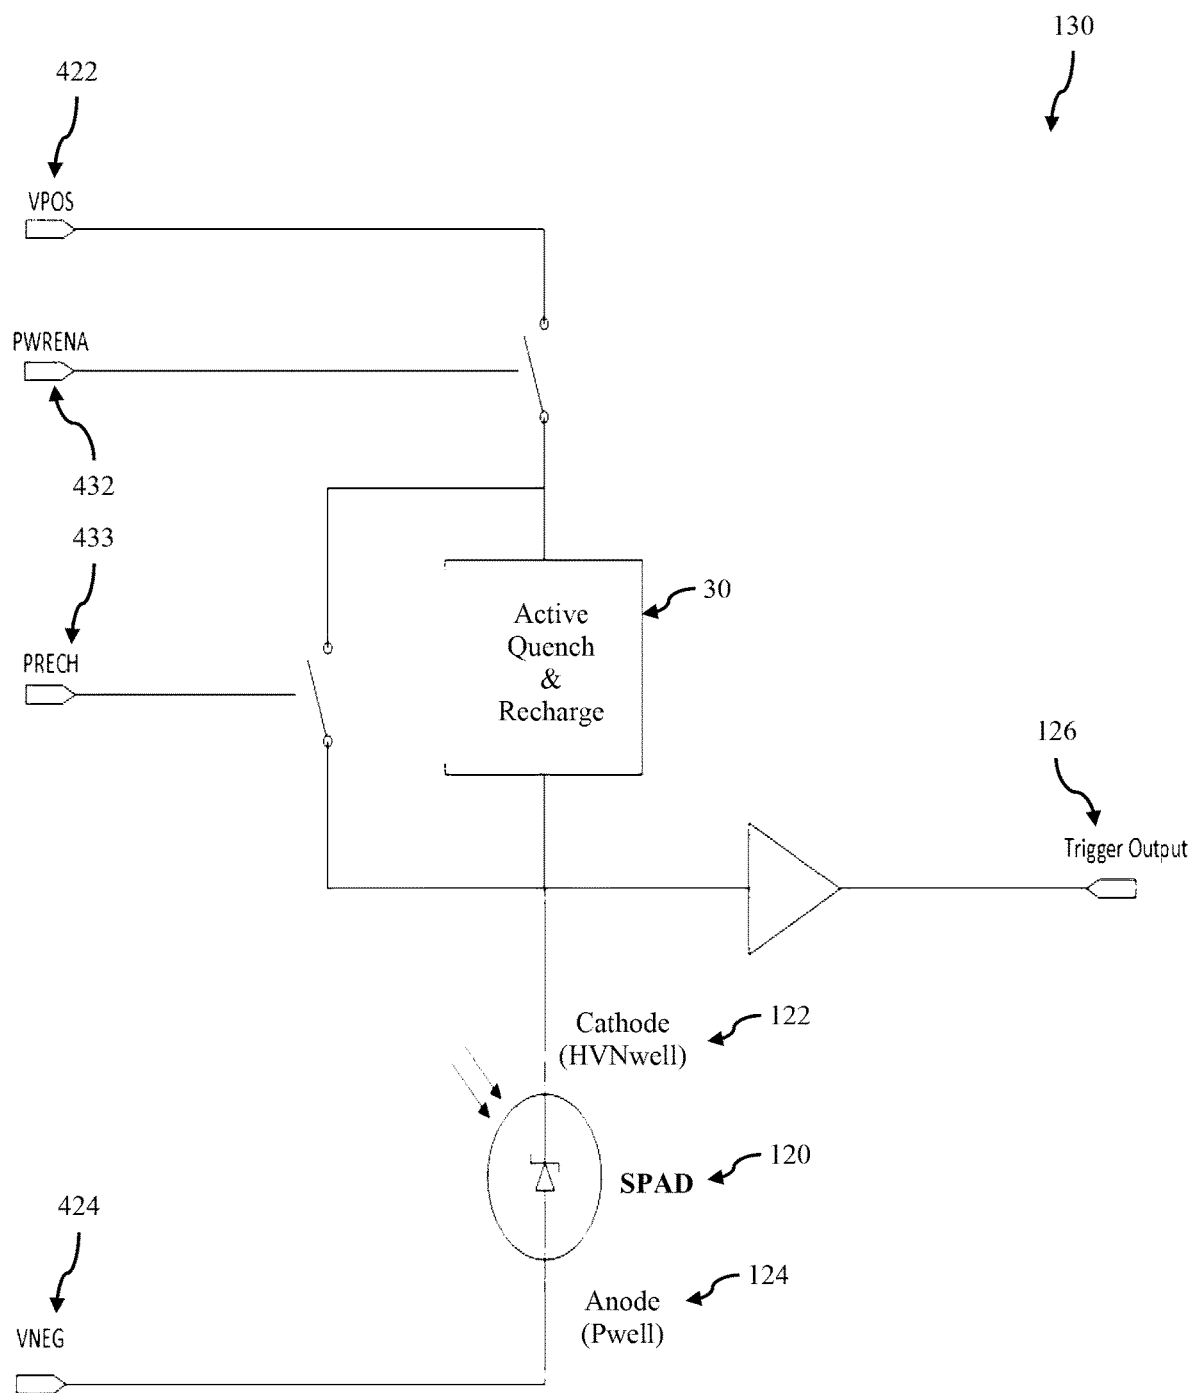 130
422
VPOS
PWRENA
432
433
30
Active
Quench
&
Recharge
PRECH
126
Trigger Output
Cathode
(HVNwell)
122
120
SPAD
424
124
Anode
(Pwell)
VNEG